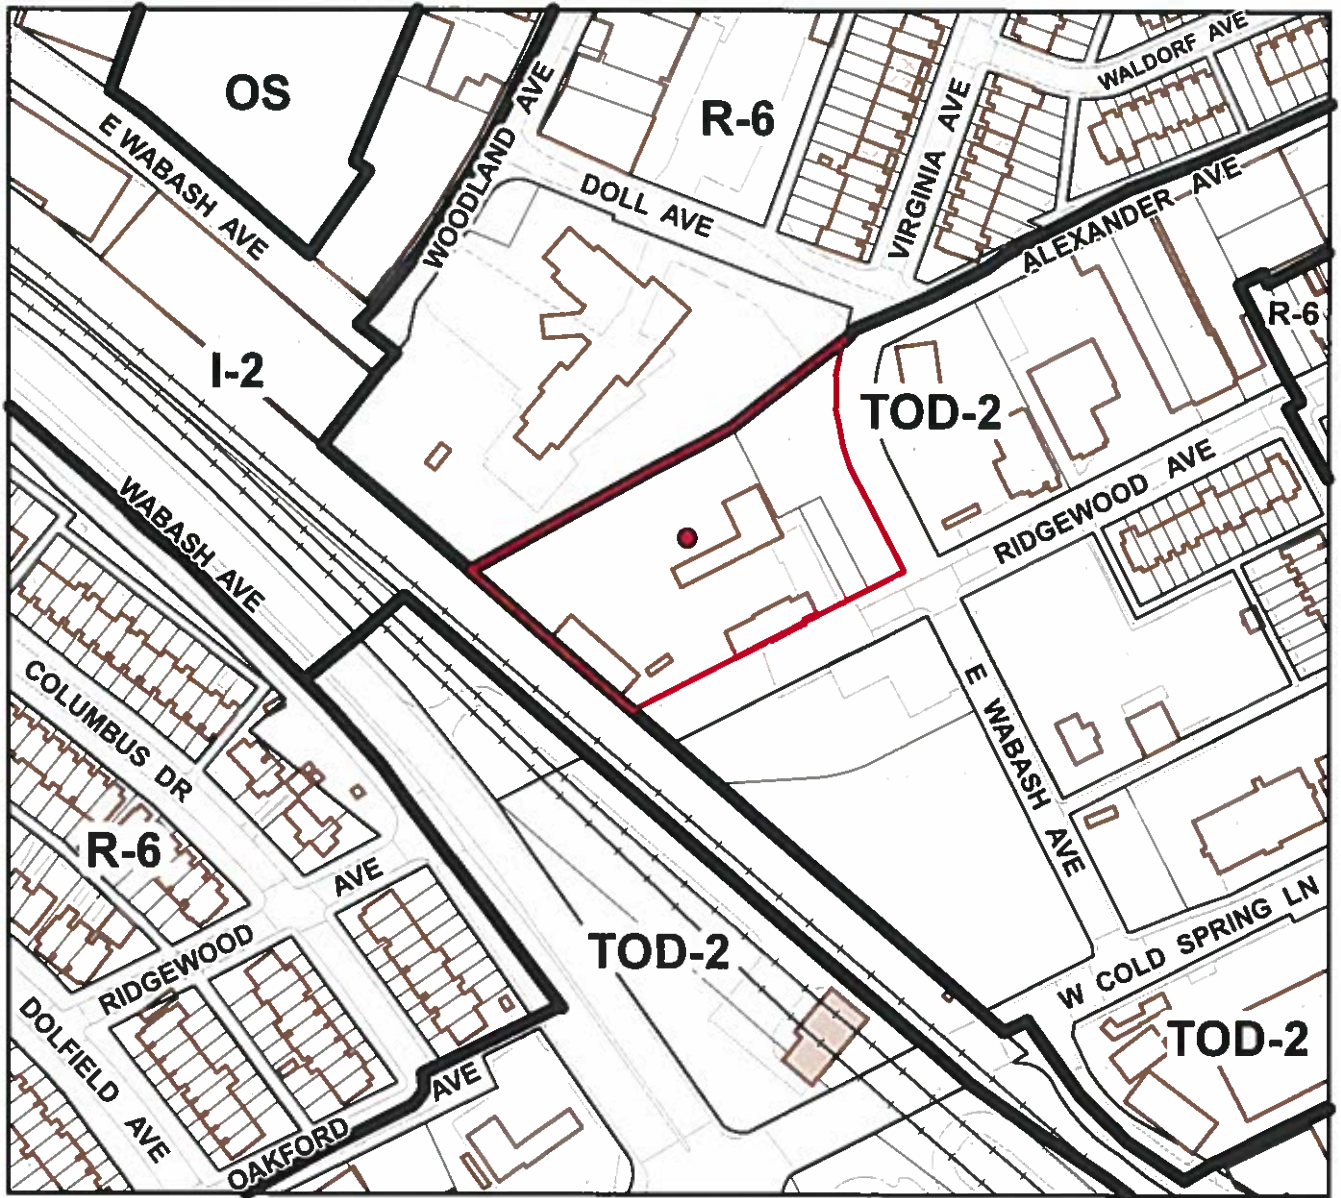 OS
E WABASH AVE
WOODLAND AVE
R-6
DOLL AVE
VIRGINIA AVE
WALDORF AVE
ALEXANDER AVE
R-6
I-2
TOD-2
RIDGEWOOD AVE
WABASH AVE
E WABASH AVE
COLUMBUS DR
R-6
RIDGEWOOD AVE
TOD-2
W COLD SPRING LN
TOD-2
DOLFIELD AVE
OAKFORD AVE